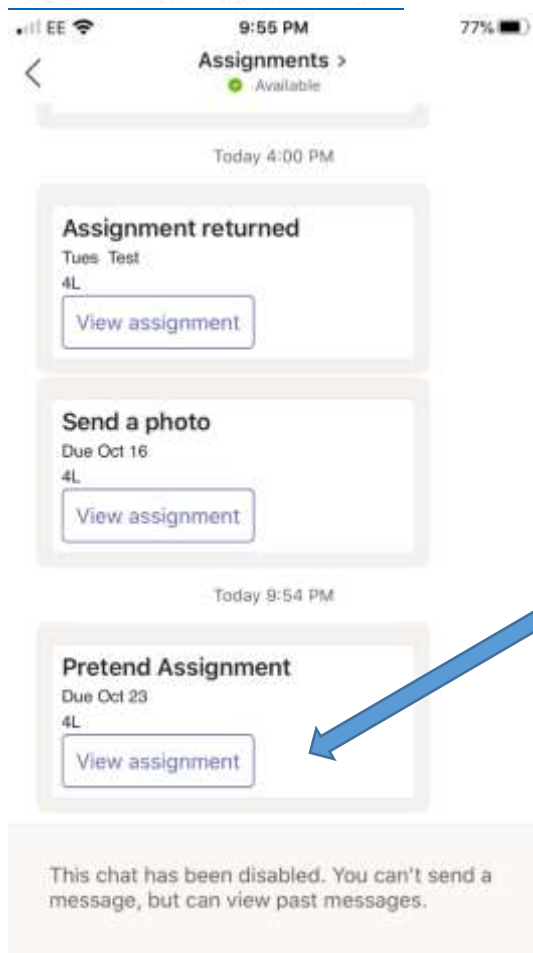 EE
9:55 PM
77%
Assignments >
Available
Today 4:00 PM
Assignment returned
Tues Test
4L
View assignment
Send a photo
Due Oct 16
4L
View assignment
Today 9:54 PM
Pretend Assignment
Due Oct 23
4L
View assignment
This chat has been disabled. You can't send a
message, but can view past messages.